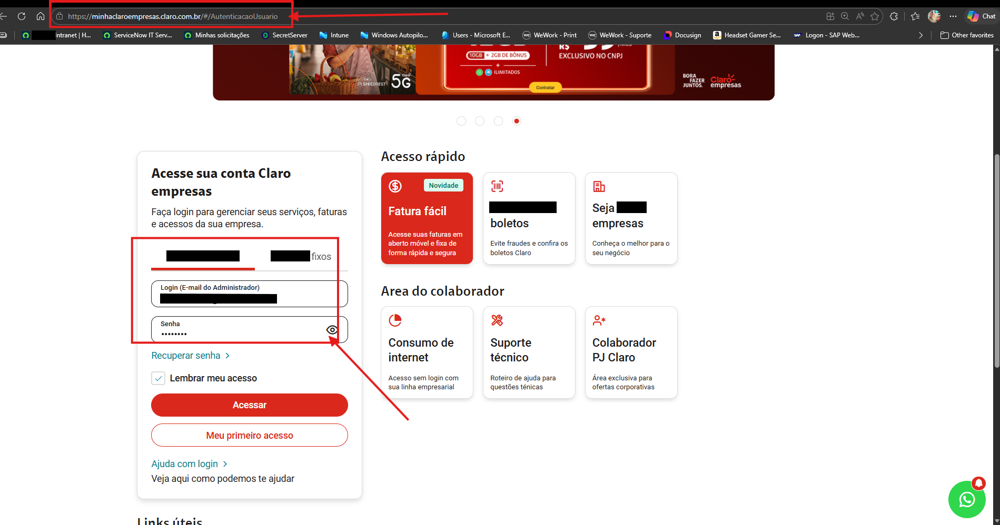 https://minhaclaroempresas.claro.com.br/#/AutenticacaoUsuario
Chat
Intranet | H...
ServiceNow IT Serv...
Minhas solicitações
SecretServer
Intune
Windows Autopilo...
Users - Microsoft E...
WeWork - Print
WeWork - Suporte
Docusign
Headset Gamer Se...
Logon - SAP Web...
Other favorites
10GB + 2GB DE BÔNUS
+
ILIMITADOS
R$
/MÊS
EXCLUSIVO NO CNPJ
SPEEDTEST
5G
Claro
Contratar
BORA
FAZER
JUNTOS.
Claro
empresas
Acesse sua conta Claro
empresas
Faça login para gerenciar seus serviços, faturas
e acessos da sua empresa.
fixos
Login (E-mail do Administrador)
Senha
••••••••
Recuperar senha
Lembrar meu acesso
Acessar
Meu primeiro acesso
Ajuda com login
Veja aqui como podemos te ajudar
Acesso rápido
Novidade
Fatura fácil
Acesse suas faturas em
aberto móvel e fixa de
forma rápida e segura
boletos
Evite fraudes e confira os
boletos Claro
Seja
empresas
Conheça o melhor para o
seu negócio
Area do colaborador
Consumo de
internet
Acesso sem login com
sua linha empresarial
Suporte
técnico
Roteiro de ajuda para
questões ténicas
Colaborador
PJ Claro
Área exclusiva para
ofertas corporativas
Links úteis